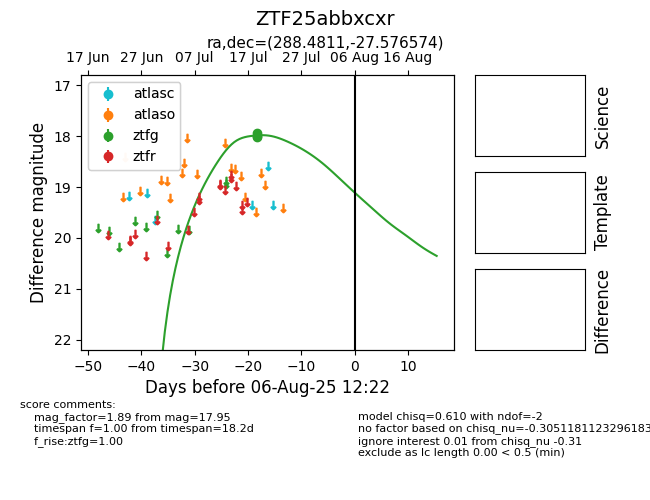 ZTF25abbxcxr
ra,dec=(288.4811,-27.576574)
17 Jun 27 Jun 07 Jul 17 Jul 27 Jul 06 Aug 16 Aug
atlasc
atlaso
ztfg
ztfr
17
18
19
20
21
22
Difference magnitude
−50 −40 −30 −20 −10 0 10
Days before 06-Aug-25 12:22
Science
Template
Difference
score comments:
mag_factor=1.89 from mag=17.95
timespan f=1.00 from timespan=18.2d
f_rise:ztfg=1.00
model chisq=0.610 with ndof=-2
no factor based on chisq_nu=-0.3051181123296183
ignore interest 0.01 from chisq_nu -0.31
exclude as lc length 0.00 < 0.5 (min)